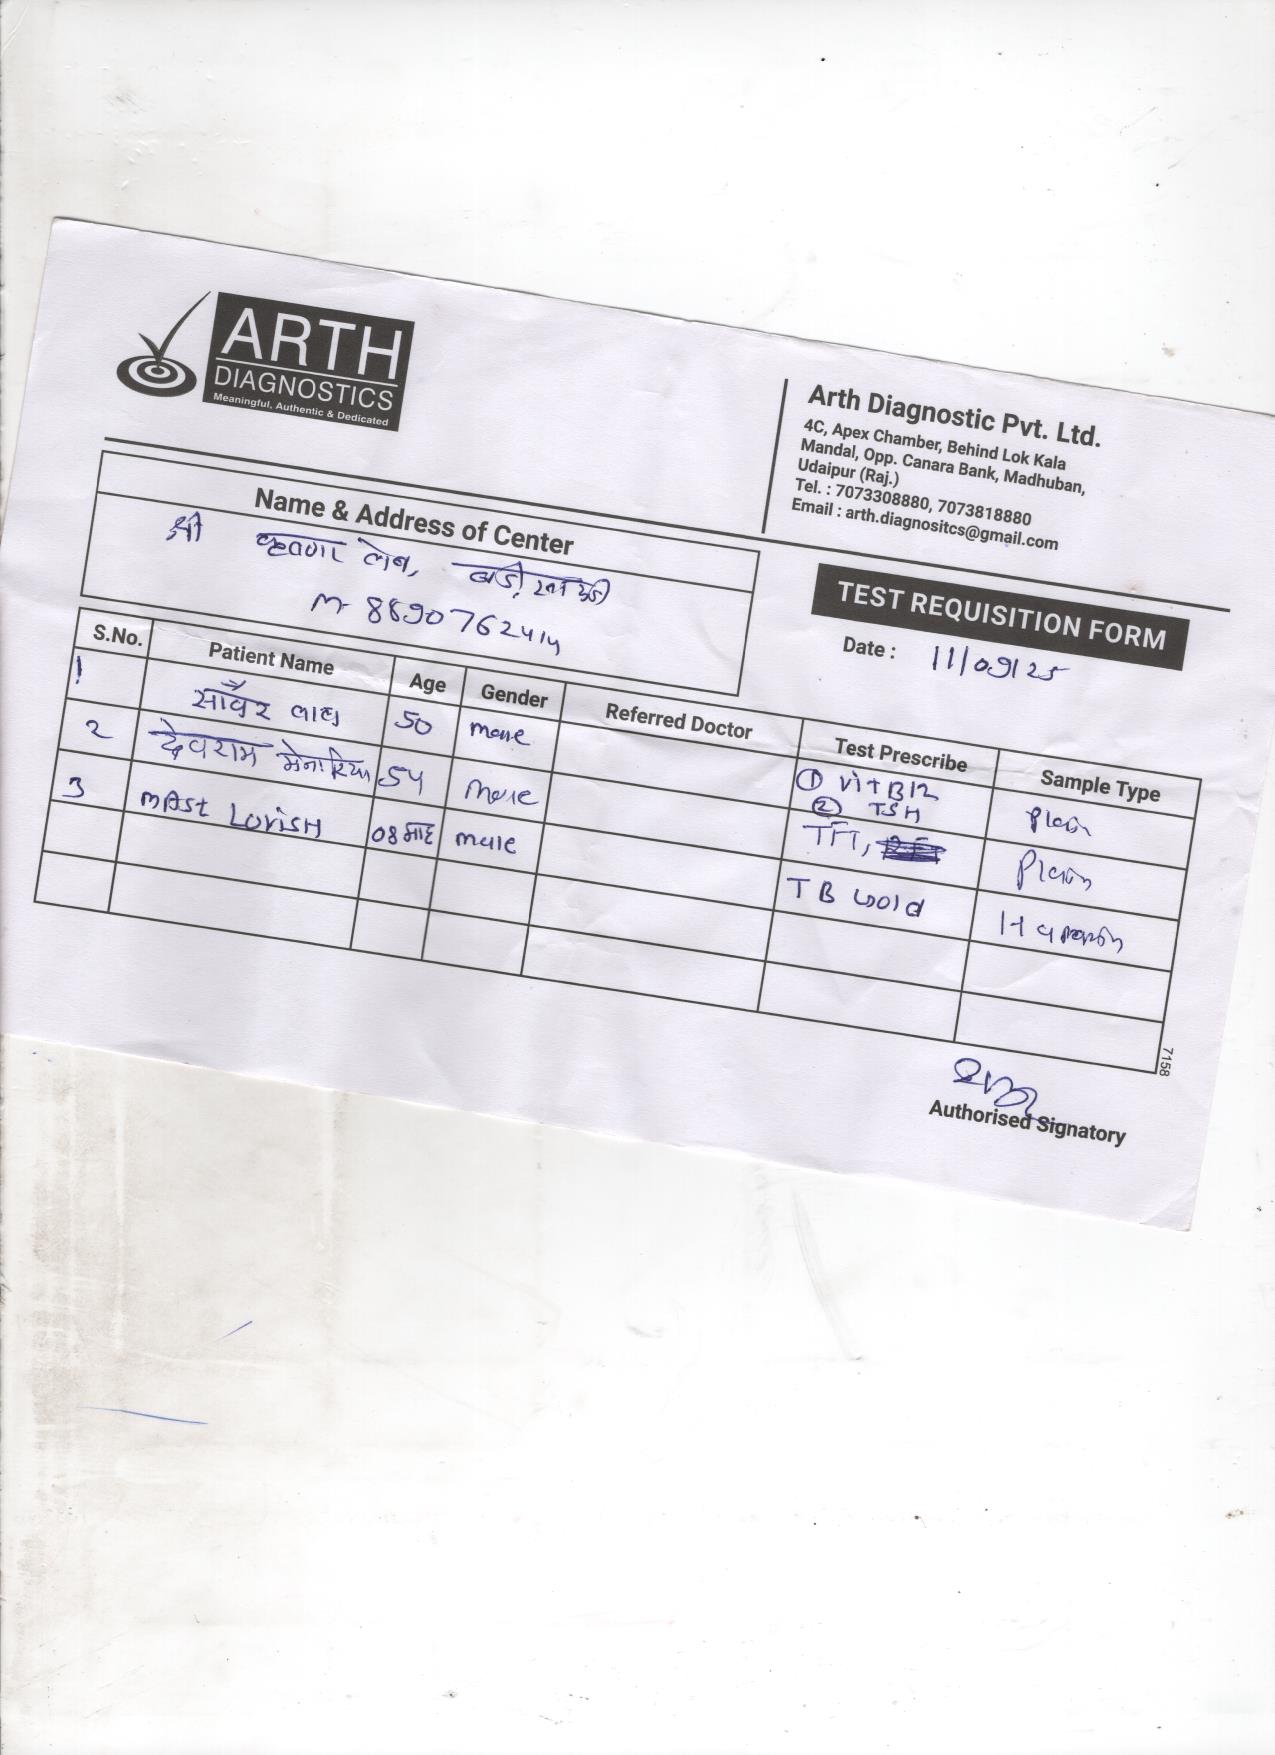 ARTH
DIAGNOSTICS
Meaningful, Authentic & Dedicated
Arth Diagnostic Pvt. Ltd.
4C, Apex Chamber, Behind Lok Kala
Mandal, Opp. Canara Bank, Madhuban,
Udaipur (Raj.)
Tel. : 7073308880, 7073818880
Email : arth.diagnositcs@gmail.com
Name & Address of Center
श्री लेब,
M- 8890762414
TEST REQUISITION FORM
Date : 11/09/25
S.No. Patient Name Age Gender Referred Doctor Test Prescribe Sample Type
1 साँवर लाल 50 male ① Vit B12 ② TSH Plain
2 देवराम मेनारिया 54 Male TFT, Plain
3 MAST LOVISH 08 माह male TB Gold
7158
Authorised Signatory